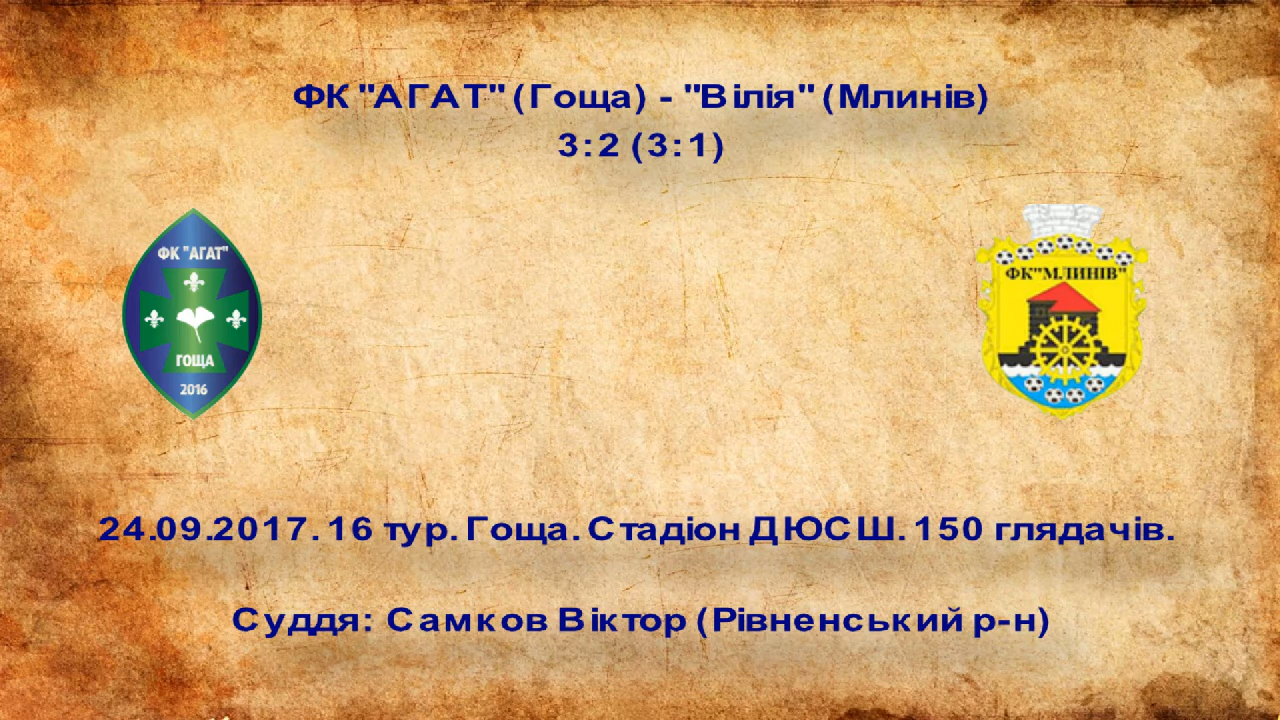 ФК "АГАТ" (Гоща) - "Вілія" (Млинів)
3:2 (3:1)
ФК "АГАТ"
ГОЩА
2016
ФК"МЛИНІВ"
24.09.2017. 16 тур. Гоща. Стадіон ДЮСШ. 150 глядачів.
Суддя: Самков Віктор (Рівненський р-н)